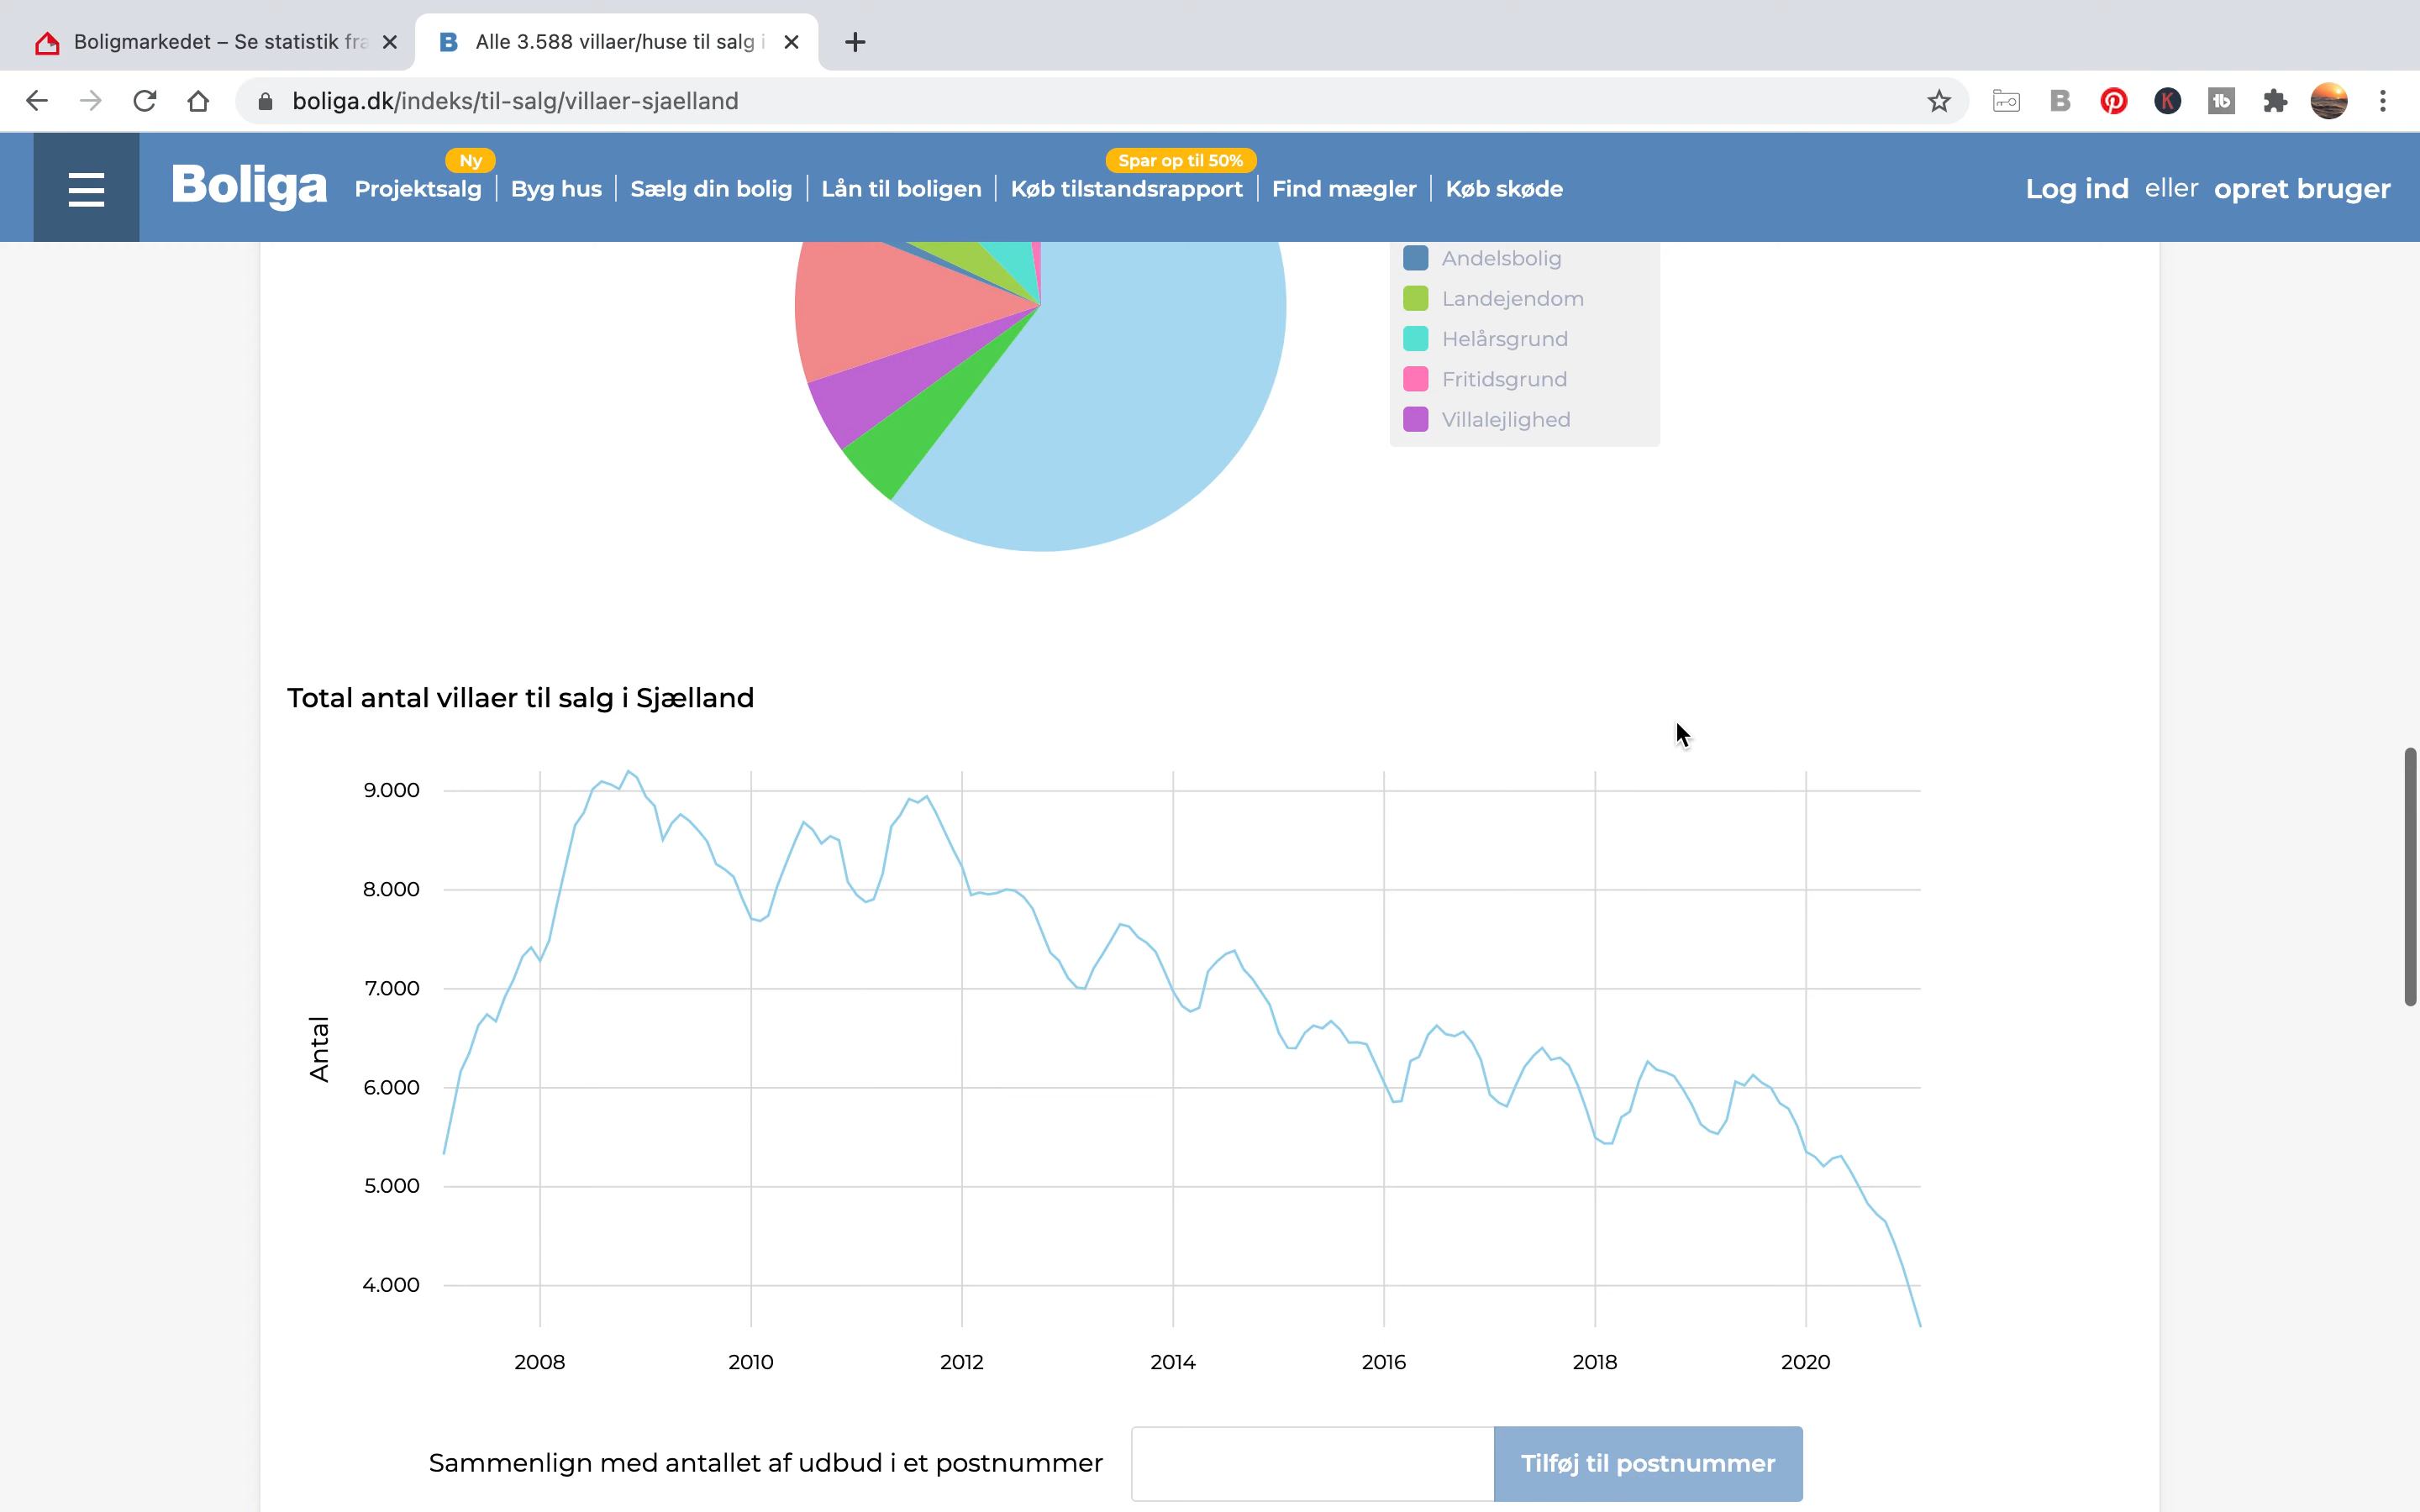 Boligmarkedet – Se statistik fra
Alle 3.588 villaer/huse til salg i
boliga.dk/indeks/til-salg/villaer-sjaelland
Boliga
Ny
Projektsalg
Byg hus
Sælg din bolig
Lån til boligen
Spar op til 50%
Køb tilstandsrapport
Find mægler
Køb skøde
Log ind eller opret bruger
Andelsbolig
Landejendom
Helårsgrund
Fritidsgrund
Villalejlighed
Total antal villaer til salg i Sjælland
9.000
8.000
7.000
6.000
5.000
4.000
Antal
2008
2010
2012
2014
2016
2018
2020
Sammenlign med antallet af udbud i et postnummer
Tilføj til postnummer